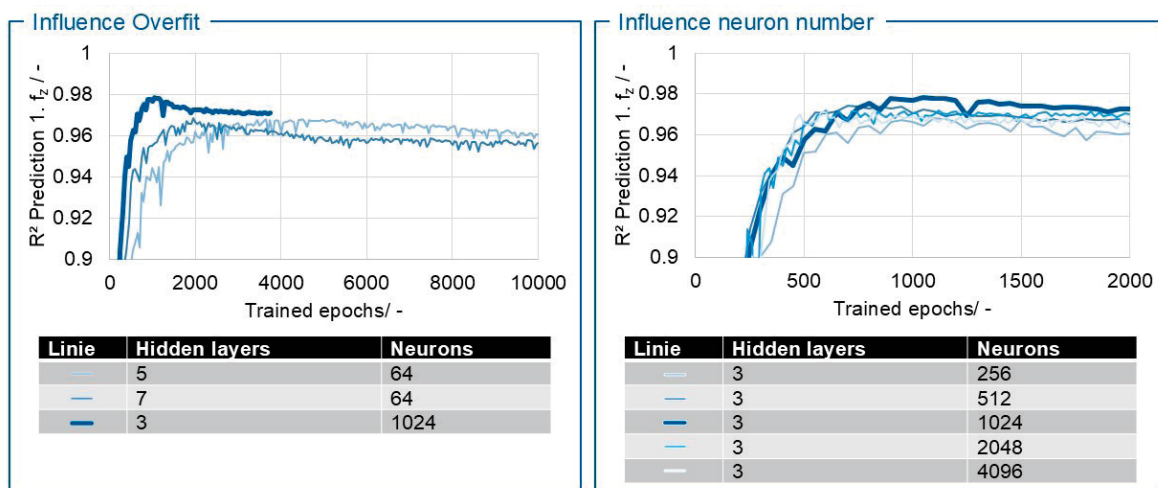 Influence Overfit
R² Prediction 1. f_z / -
1
0.98
0.96
0.94
0.92
0.9
0 2000 4000 6000 8000 10000
Trained epochs/ -
Linie Hidden layers Neurons
5 64
7 64
3 1024
Influence neuron number
R² Prediction 1. f_z / -
1
0.98
0.96
0.94
0.92
0.9
0 500 1000 1500 2000
Trained epochs/ -
Linie Hidden layers Neurons
3 256
3 512
3 1024
3 2048
3 4096